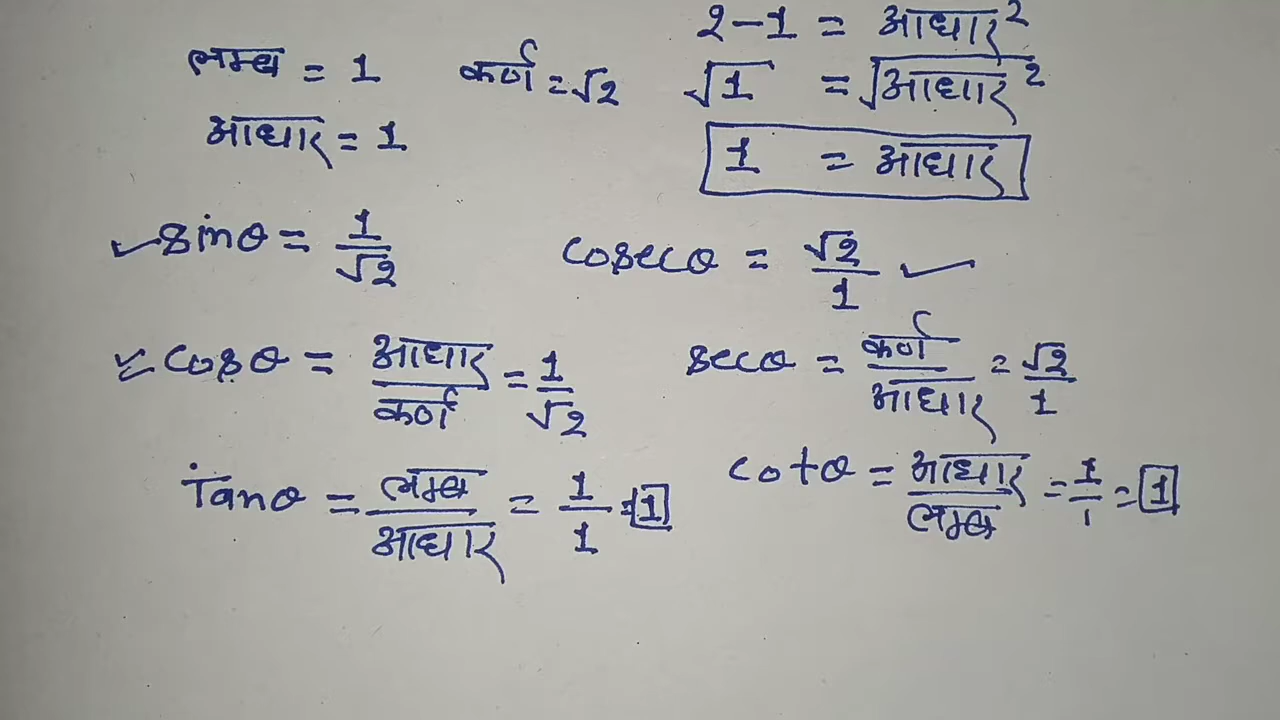 2-1 = आधार²
लम्ब = 1 कर्ण = √2 √1 = √आधार²
आधार = 1 1 = आधार
✓sinθ = 1/√2 cosecθ = √2/1 ✓
cosθ = आधार/कर्ण = 1/√2 secθ = कर्ण/आधार = √2/1
Tanθ = लम्ब/आधार = 1/1 = 1 cotθ = आधार/लम्ब = 1/1 = 1